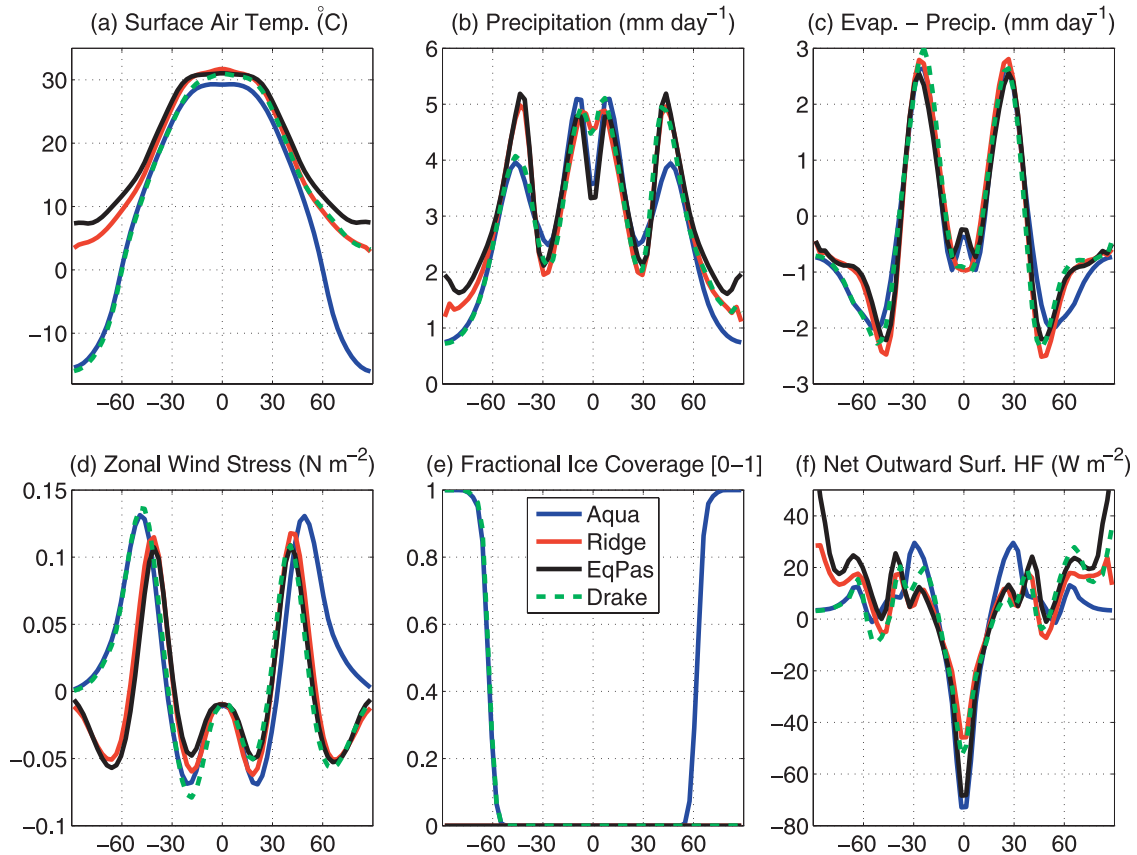 (a) Surface Air Temp. °C
(b) Precipitation (mm day⁻¹)
(c) Evap. − Precip. (mm day⁻¹)
30
20
10
0
−10
−60 −30 0 30 60
6
5
4
3
2
1
0
−60 −30 0 30 60
3
2
1
0
−1
−2
−3
−60 −30 0 30 60
(d) Zonal Wind Stress (N m⁻²)
(e) Fractional Ice Coverage [0−1]
(f) Net Outward Surf. HF (W m⁻²)
0.15
0.1
0.05
0
−0.05
−0.1
−60 −30 0 30 60
1
0.8
0.6
0.4
0.2
0
Aqua
Ridge
EqPas
Drake
−60 −30 0 30 60
40
20
0
−20
−40
−60
−80
−60 −30 0 30 60